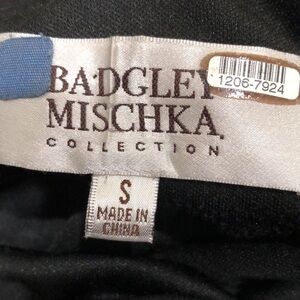 BADGLEY
MISCHKA
COLLECTION
1206-7924
S
MADE IN
CHINA